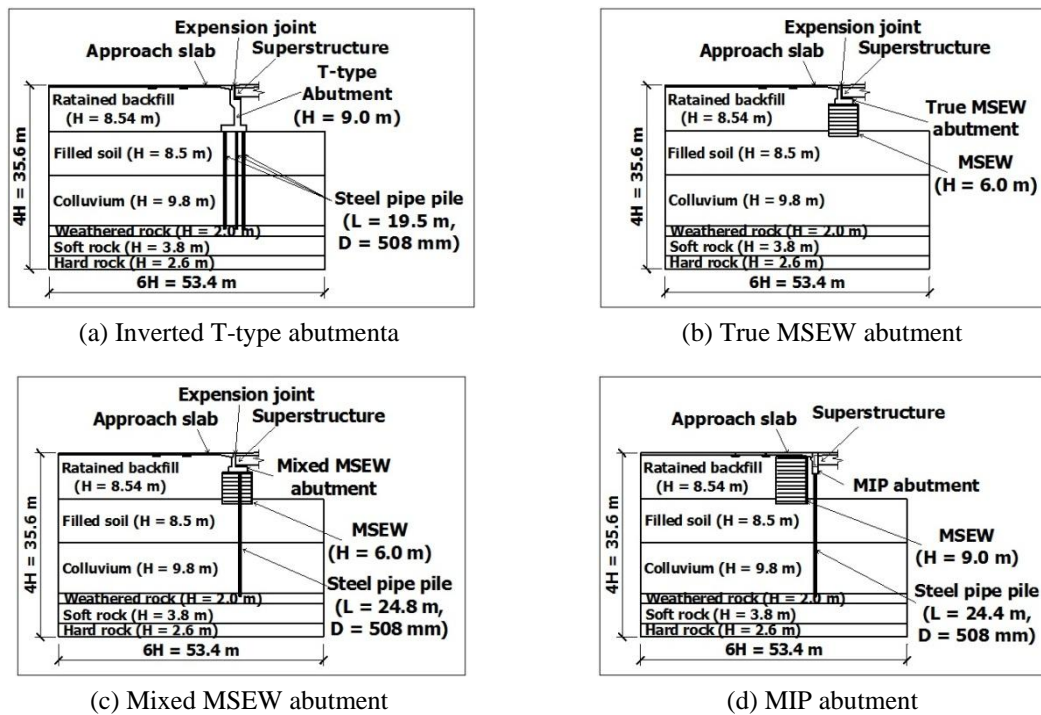 Expension joint
Approach slab
Superstructure
T-type
Abutment
(H = 9.0 m)
Ratained backfill
(H = 8.54 m)
Filled soil (H = 8.5 m)
Colluvium (H = 9.8 m)
Steel pipe pile
(L = 19.5 m,
D = 508 mm)
Weathered rock (H = 2.0 m)
Soft rock (H = 3.8 m)
Hard rock (H = 2.6 m)
4H = 35.6 m
6H = 53.4 m
(a) Inverted T-type abutmenta
Expension joint
Approach slab
Superstructure
Ratained backfill
(H = 8.54 m)
True MSEW
abutment
MSEW
(H = 6.0 m)
Filled soil (H = 8.5 m)
Colluvium (H = 9.8 m)
Weathered rock (H = 2.0 m)
Soft rock (H = 3.8 m)
Hard rock (H = 2.6 m)
4H = 35.6 m
6H = 53.4 m
(b) True MSEW abutment
Expension joint
Approach slab
Superstructure
Ratained backfill
(H = 8.54 m)
Mixed MSEW
abutment
Filled soil (H = 8.5 m)
MSEW
(H = 6.0 m)
Colluvium (H = 9.8 m)
Steel pipe pile
(L = 24.8 m,
D = 508 mm)
Weathered rock (H = 2.0 m)
Soft rock (H = 3.8 m)
Hard rock (H = 2.6 m)
4H = 35.6 m
6H = 53.4 m
(c) Mixed MSEW abutment
Approach slab
Superstructure
Ratained backfill
(H = 8.54 m)
MIP abutment
Filled soil (H = 8.5 m)
MSEW
(H = 9.0 m)
Colluvium (H = 9.8 m)
Steel pipe pile
(L = 24.4 m,
D = 508 mm)
Weathered rock (H = 2.0 m)
Soft rock (H = 3.8 m)
Hard rock (H = 2.6 m)
4H = 35.6 m
6H = 53.4 m
(d) MIP abutment